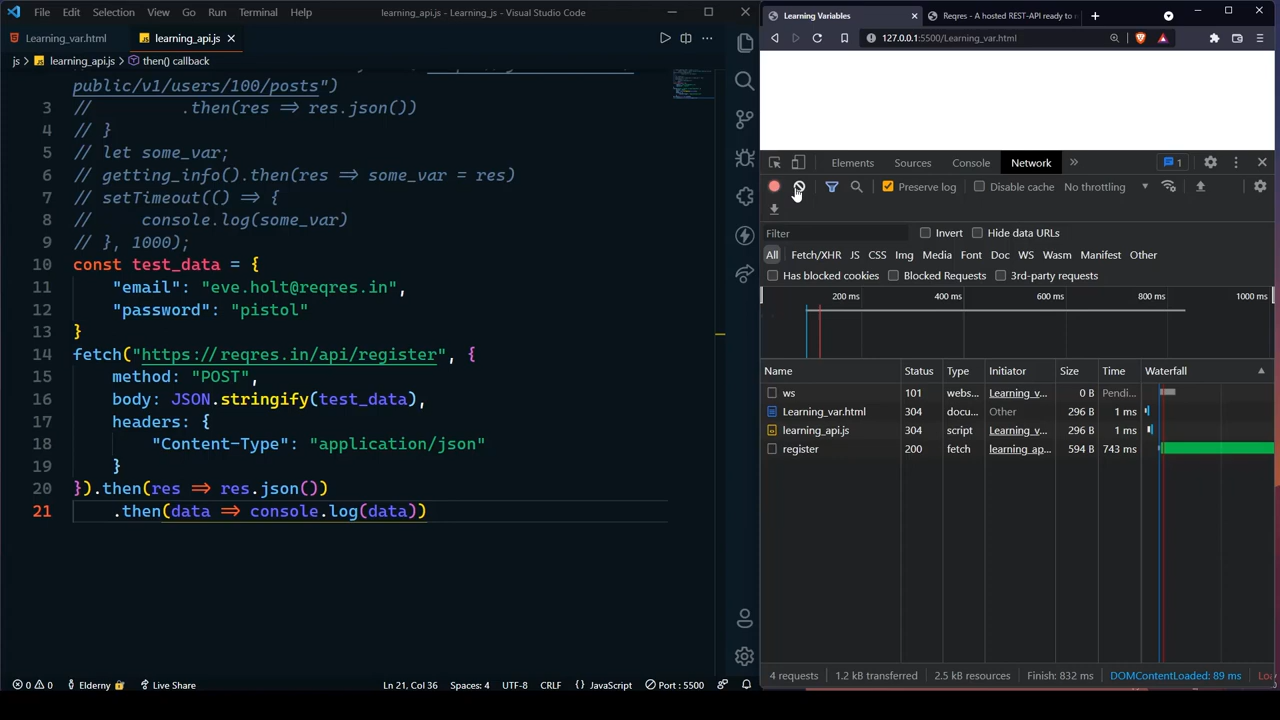 File Edit Selection View Go Run Terminal Help learning_api.js - Learning_js - Visual Studio Code
Learning_var.html
JS learning_api.js
js > JS learning_api.js > then() callback
public/v1/users/100/posts")
3 // .then(res => res.json())
4 // }
5 // let some_var;
6 // getting_info().then(res => some_var = res)
7 // setTimeout(() => {
8 // console.log(some_var)
9 // }, 1000);
10 const test_data = {
11 "email": "eve.holt@reqres.in",
12 "password": "pistol"
13 }
14 fetch("https://reqres.in/api/register", {
15 method: "POST",
16 body: JSON.stringify(test_data),
17 headers: {
18 "Content-Type": "application/json"
19 }
20 }).then(res => res.json())
21 .then(data => console.log(data))
0 0 Elderny Live Share Ln 21, Col 36 Spaces: 4 UTF-8 CRLF {} JavaScript Port : 5500
Learning Variables
Reqres - A hosted REST-API ready to r
127.0.0.1:5500/Learning_var.html
Elements Sources Console Network 1
Preserve log Disable cache No throttling
Filter Invert Hide data URLs
All Fetch/XHR JS CSS Img Media Font Doc WS Wasm Manifest Other
Has blocked cookies Blocked Requests 3rd-party requests
200 ms 400 ms 600 ms 800 ms 1000 ms
Name Status Type Initiator Size Time Waterfall
ws 101 webs... Learning_v... 0 B Pendi...
Learning_var.html 304 docu... Other 296 B 1 ms
learning_api.js 304 script Learning_v... 296 B 1 ms
register 200 fetch learning_ap... 594 B 743 ms
4 requests 1.2 kB transferred 2.5 kB resources Finish: 832 ms DOMContentLoaded: 89 ms Loa